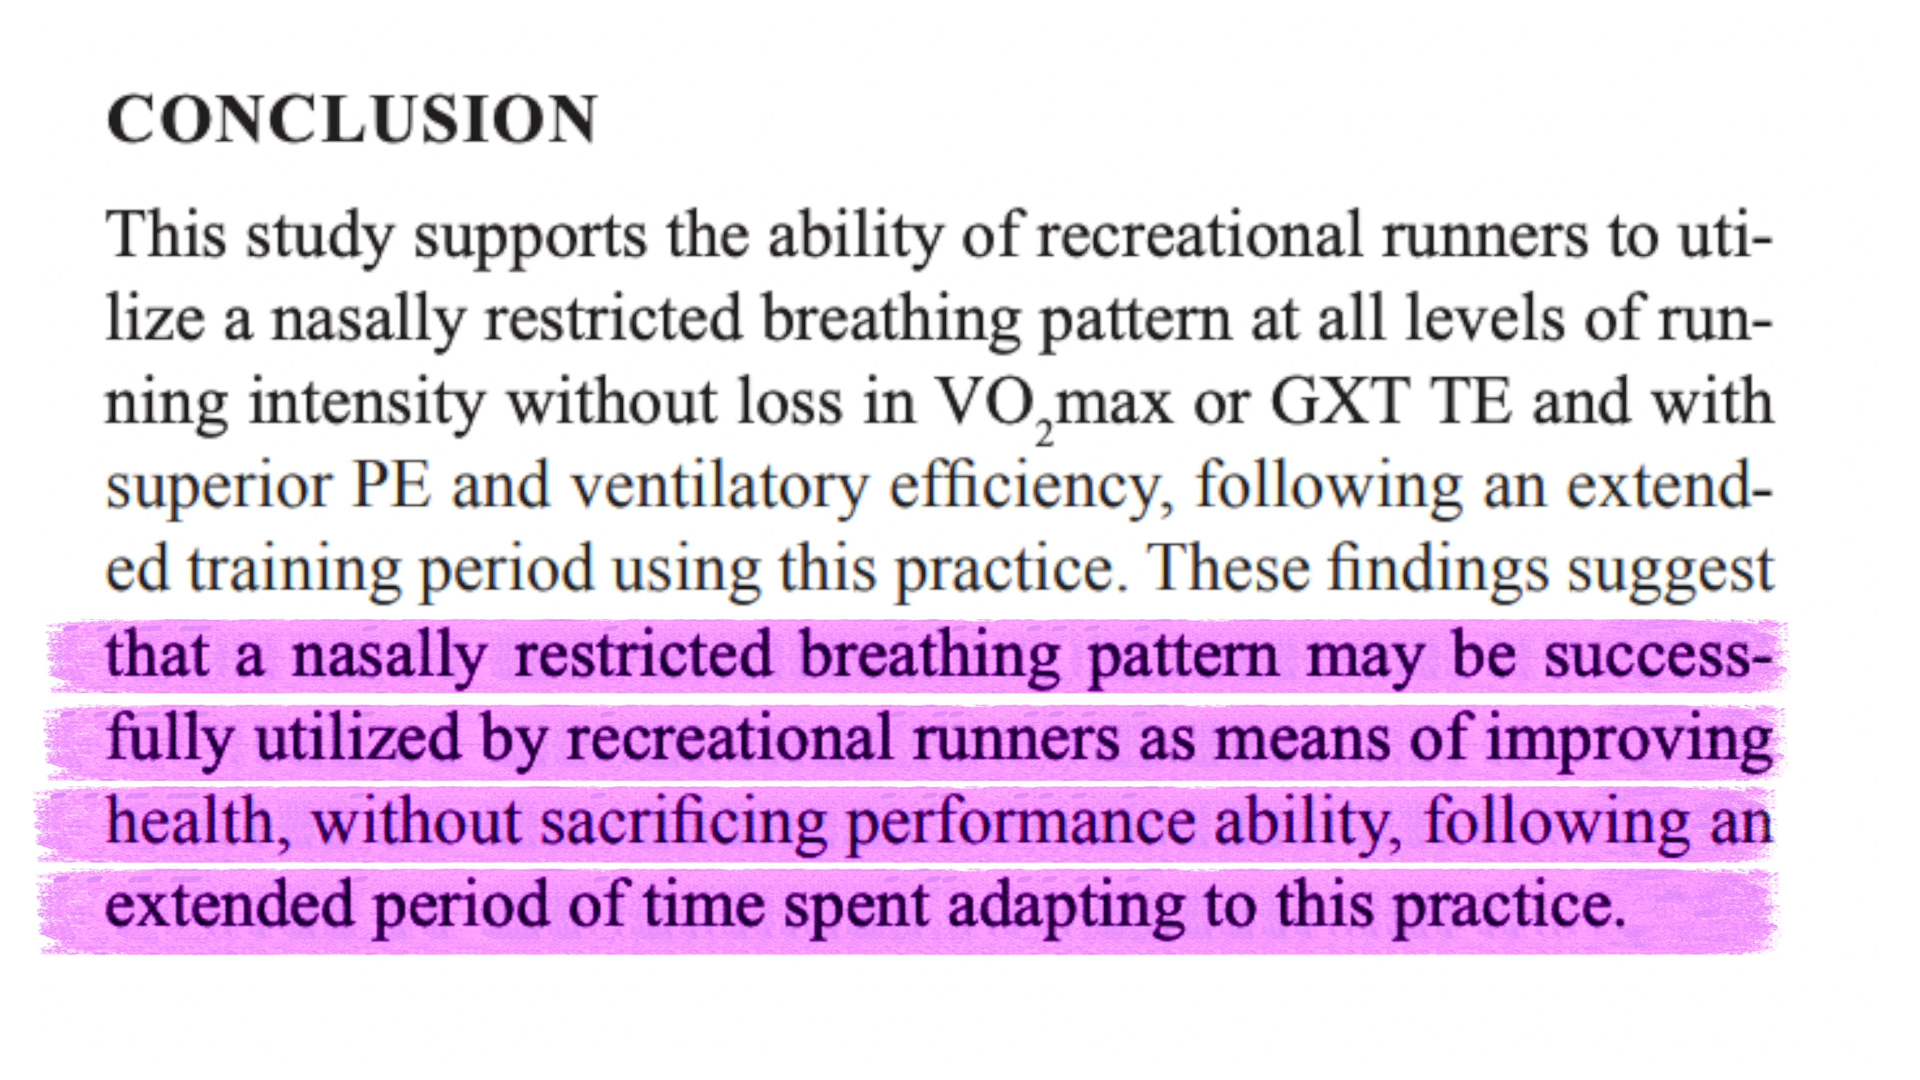 CONCLUSION
This study supports the ability of recreational runners to uti-
lize a nasally restricted breathing pattern at all levels of run-
ning intensity without loss in VO₂max or GXT TE and with
superior PE and ventilatory efficiency, following an extend-
ed training period using this practice. These findings suggest
that a nasally restricted breathing pattern may be success-
fully utilized by recreational runners as means of improving
health, without sacrificing performance ability, following an
extended period of time spent adapting to this practice.